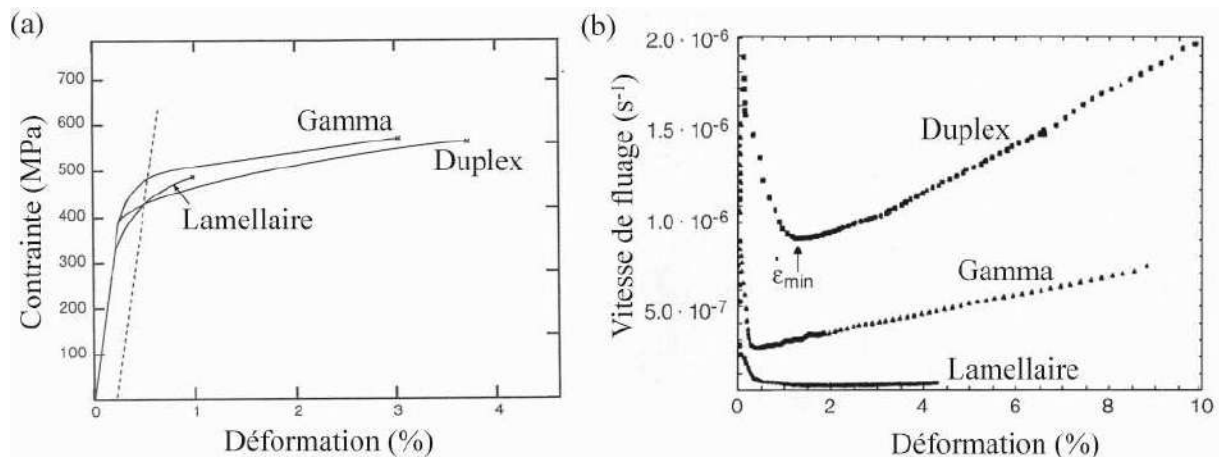 (a)
700
600
500
400
300
200
100
0
1
2
3
4
Contrainte (MPa)
Déformation (%)
Gamma
Duplex
Lamellaire
(b)
2.0 · 10⁻⁶
1.5 · 10⁻⁶
1.0 · 10⁻⁶
5.0 · 10⁻⁷
0
2
4
6
8
10
Vitesse de fluage (s⁻¹)
Déformation (%)
Duplex
ε̇min
Gamma
Lamellaire